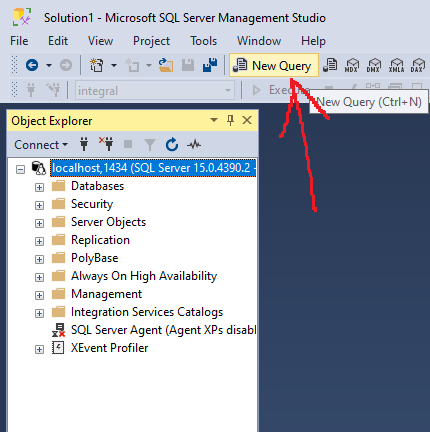 Solution1 - Microsoft SQL Server Management Studio
File Edit View Project Tools Window Help
New Query MDX DMX XMLA DAX
integral Execute
New Query (Ctrl+N)
Object Explorer
Connect
localhost,1434 (SQL Server 15.0.4390.2 -
Databases
Security
Server Objects
Replication
PolyBase
Always On High Availability
Management
Integration Services Catalogs
SQL Server Agent (Agent XPs disabl
XEvent Profiler